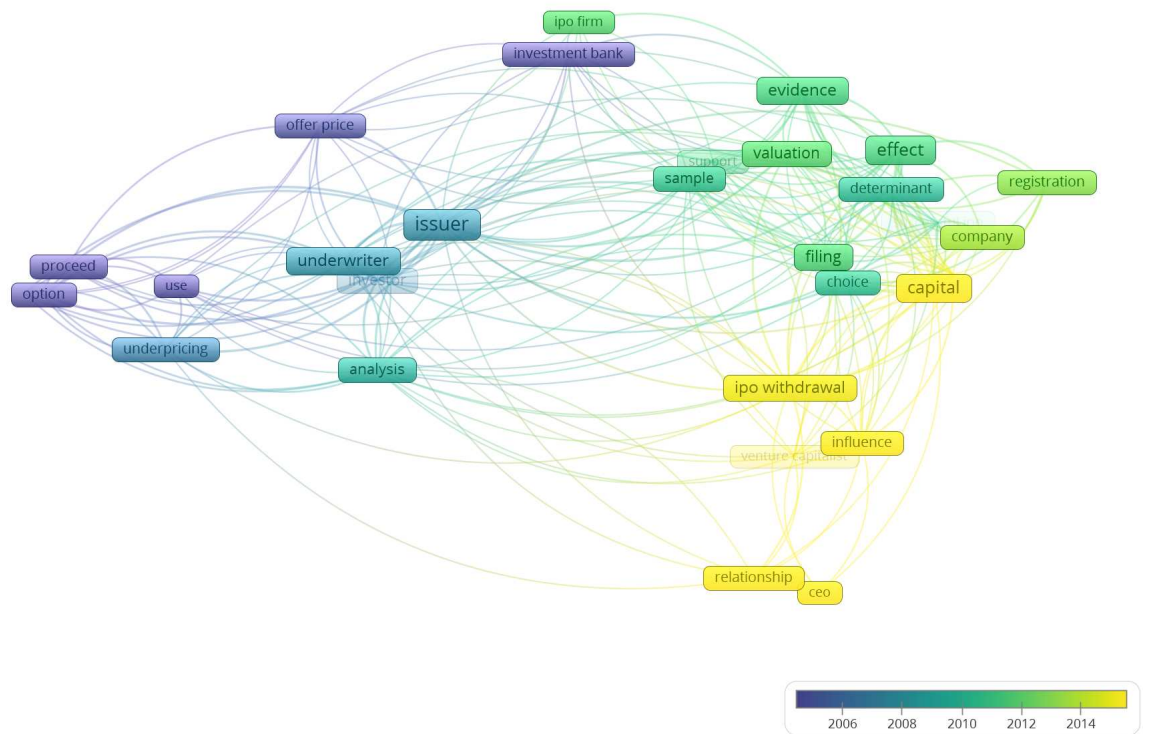 ipo firm
investment bank
evidence
offer price
effect
valuation
support
sample
registration
determinant
issuer
company
filing
underwriter
proceed
investor
choice
use
capital
option
underpricing
analysis
ipo withdrawal
influence
venture capitalist
relationship
ceo
2006 2008 2010 2012 2014